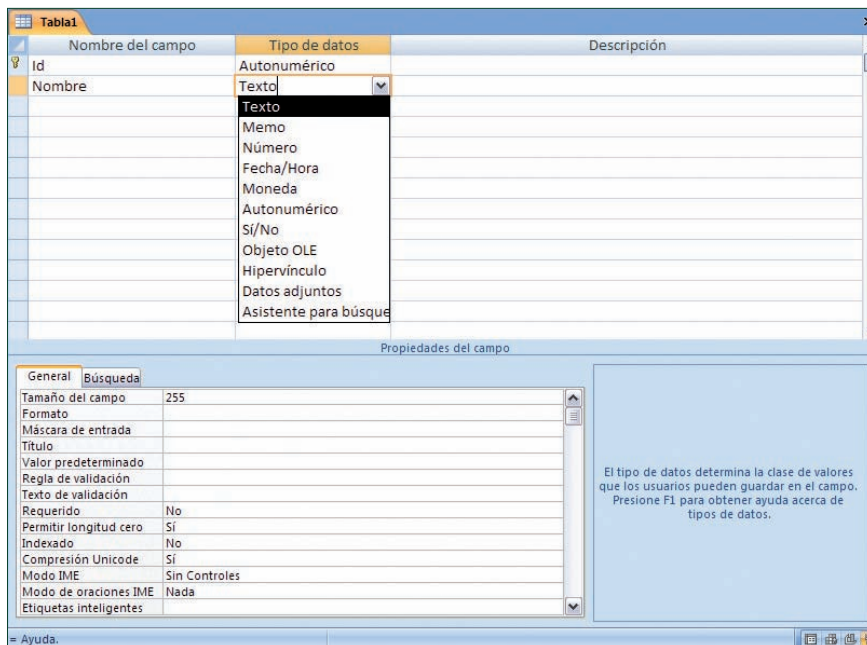 Tabla1
Nombre del campo Tipo de datos Descripción
Id Autonumérico
Nombre Texto
Texto
Memo
Número
Fecha/Hora
Moneda
Autonumérico
Sí/No
Objeto OLE
Hipervínculo
Datos adjuntos
Asistente para búsque
Propiedades del campo
General Búsqueda
Tamaño del campo 255
Formato
Máscara de entrada
Título
Valor predeterminado
Regla de validación
Texto de validación
Requerido No
Permitir longitud cero Sí
Indexado No
Compresión Unicode Sí
Modo IME Sin Controles
Modo de oraciones IME Nada
Etiquetas inteligentes
El tipo de datos determina la clase de valores
que los usuarios pueden guardar en el campo.
Presione F1 para obtener ayuda acerca de
tipos de datos.
= Ayuda.